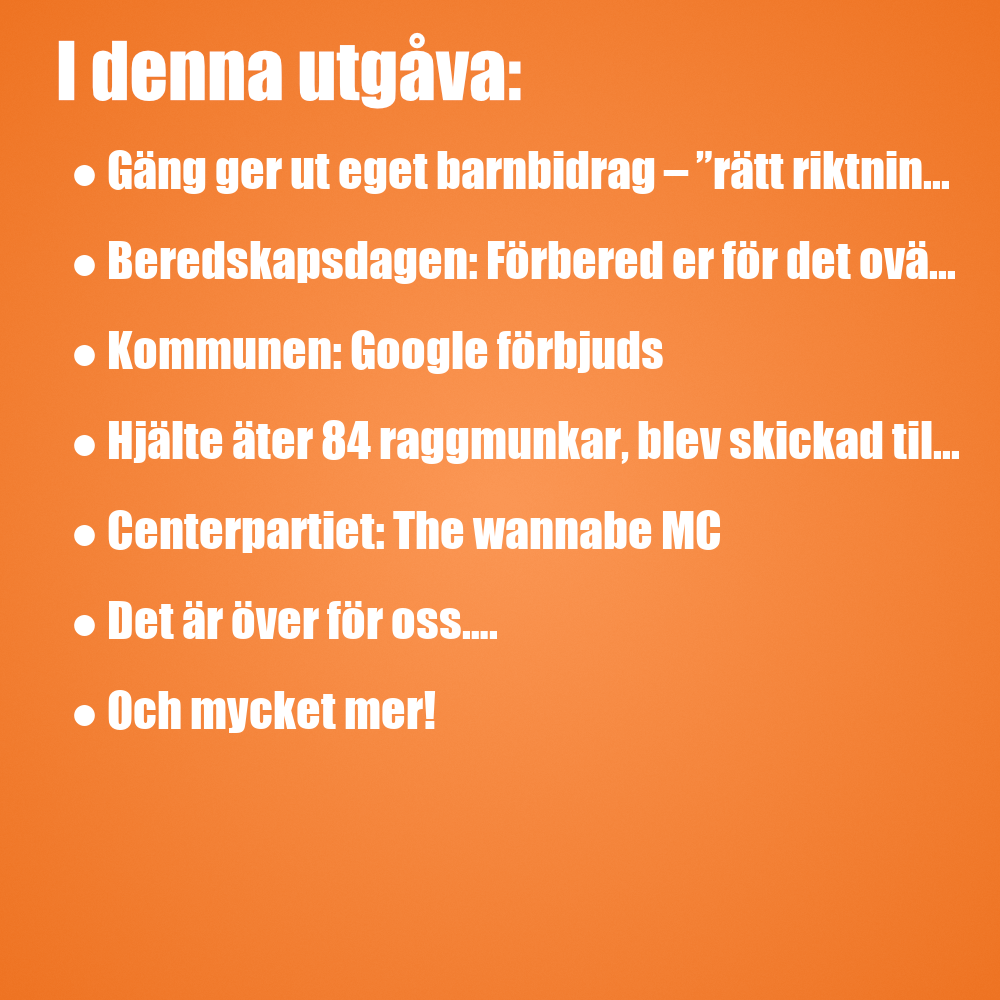 I denna utgåva:
• Gäng ger ut eget barnbidrag – ”rätt riktnin...
• Beredskapsdagen: Förbered er för det ovä...
• Kommunen: Google förbjuds
• Hjälte äter 84 raggmunkar, blev skickad til...
• Centerpartiet: The wannabe MC
• Det är över för oss....
• Och mycket mer!